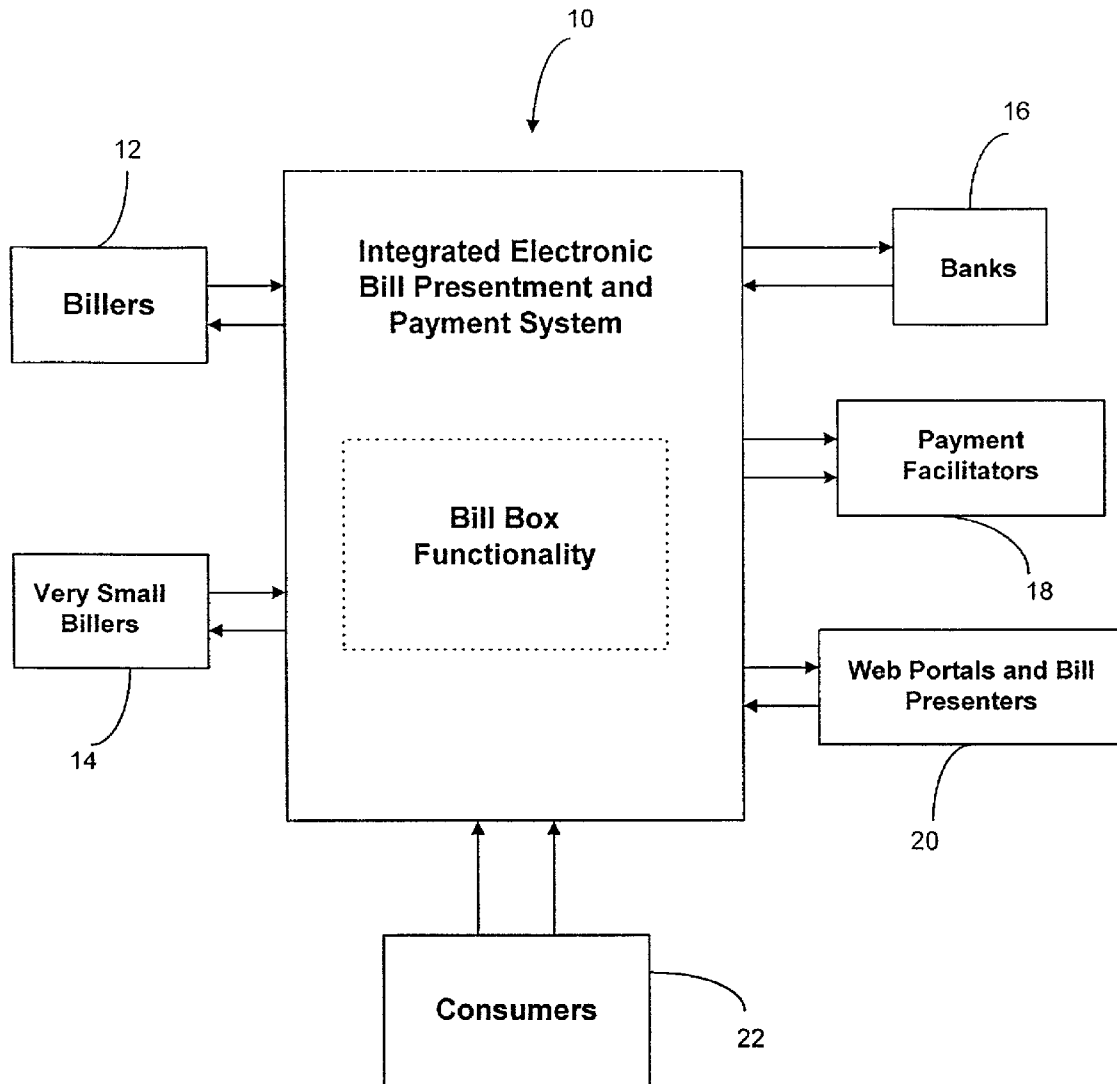 10
16
12
Integrated Electronic
Bill Presentment and
Payment System
Banks
Billers
Payment
Facilitators
Bill Box
Functionality
18
Very Small
Billers
Web Portals and Bill
Presenters
14
20
Consumers
22